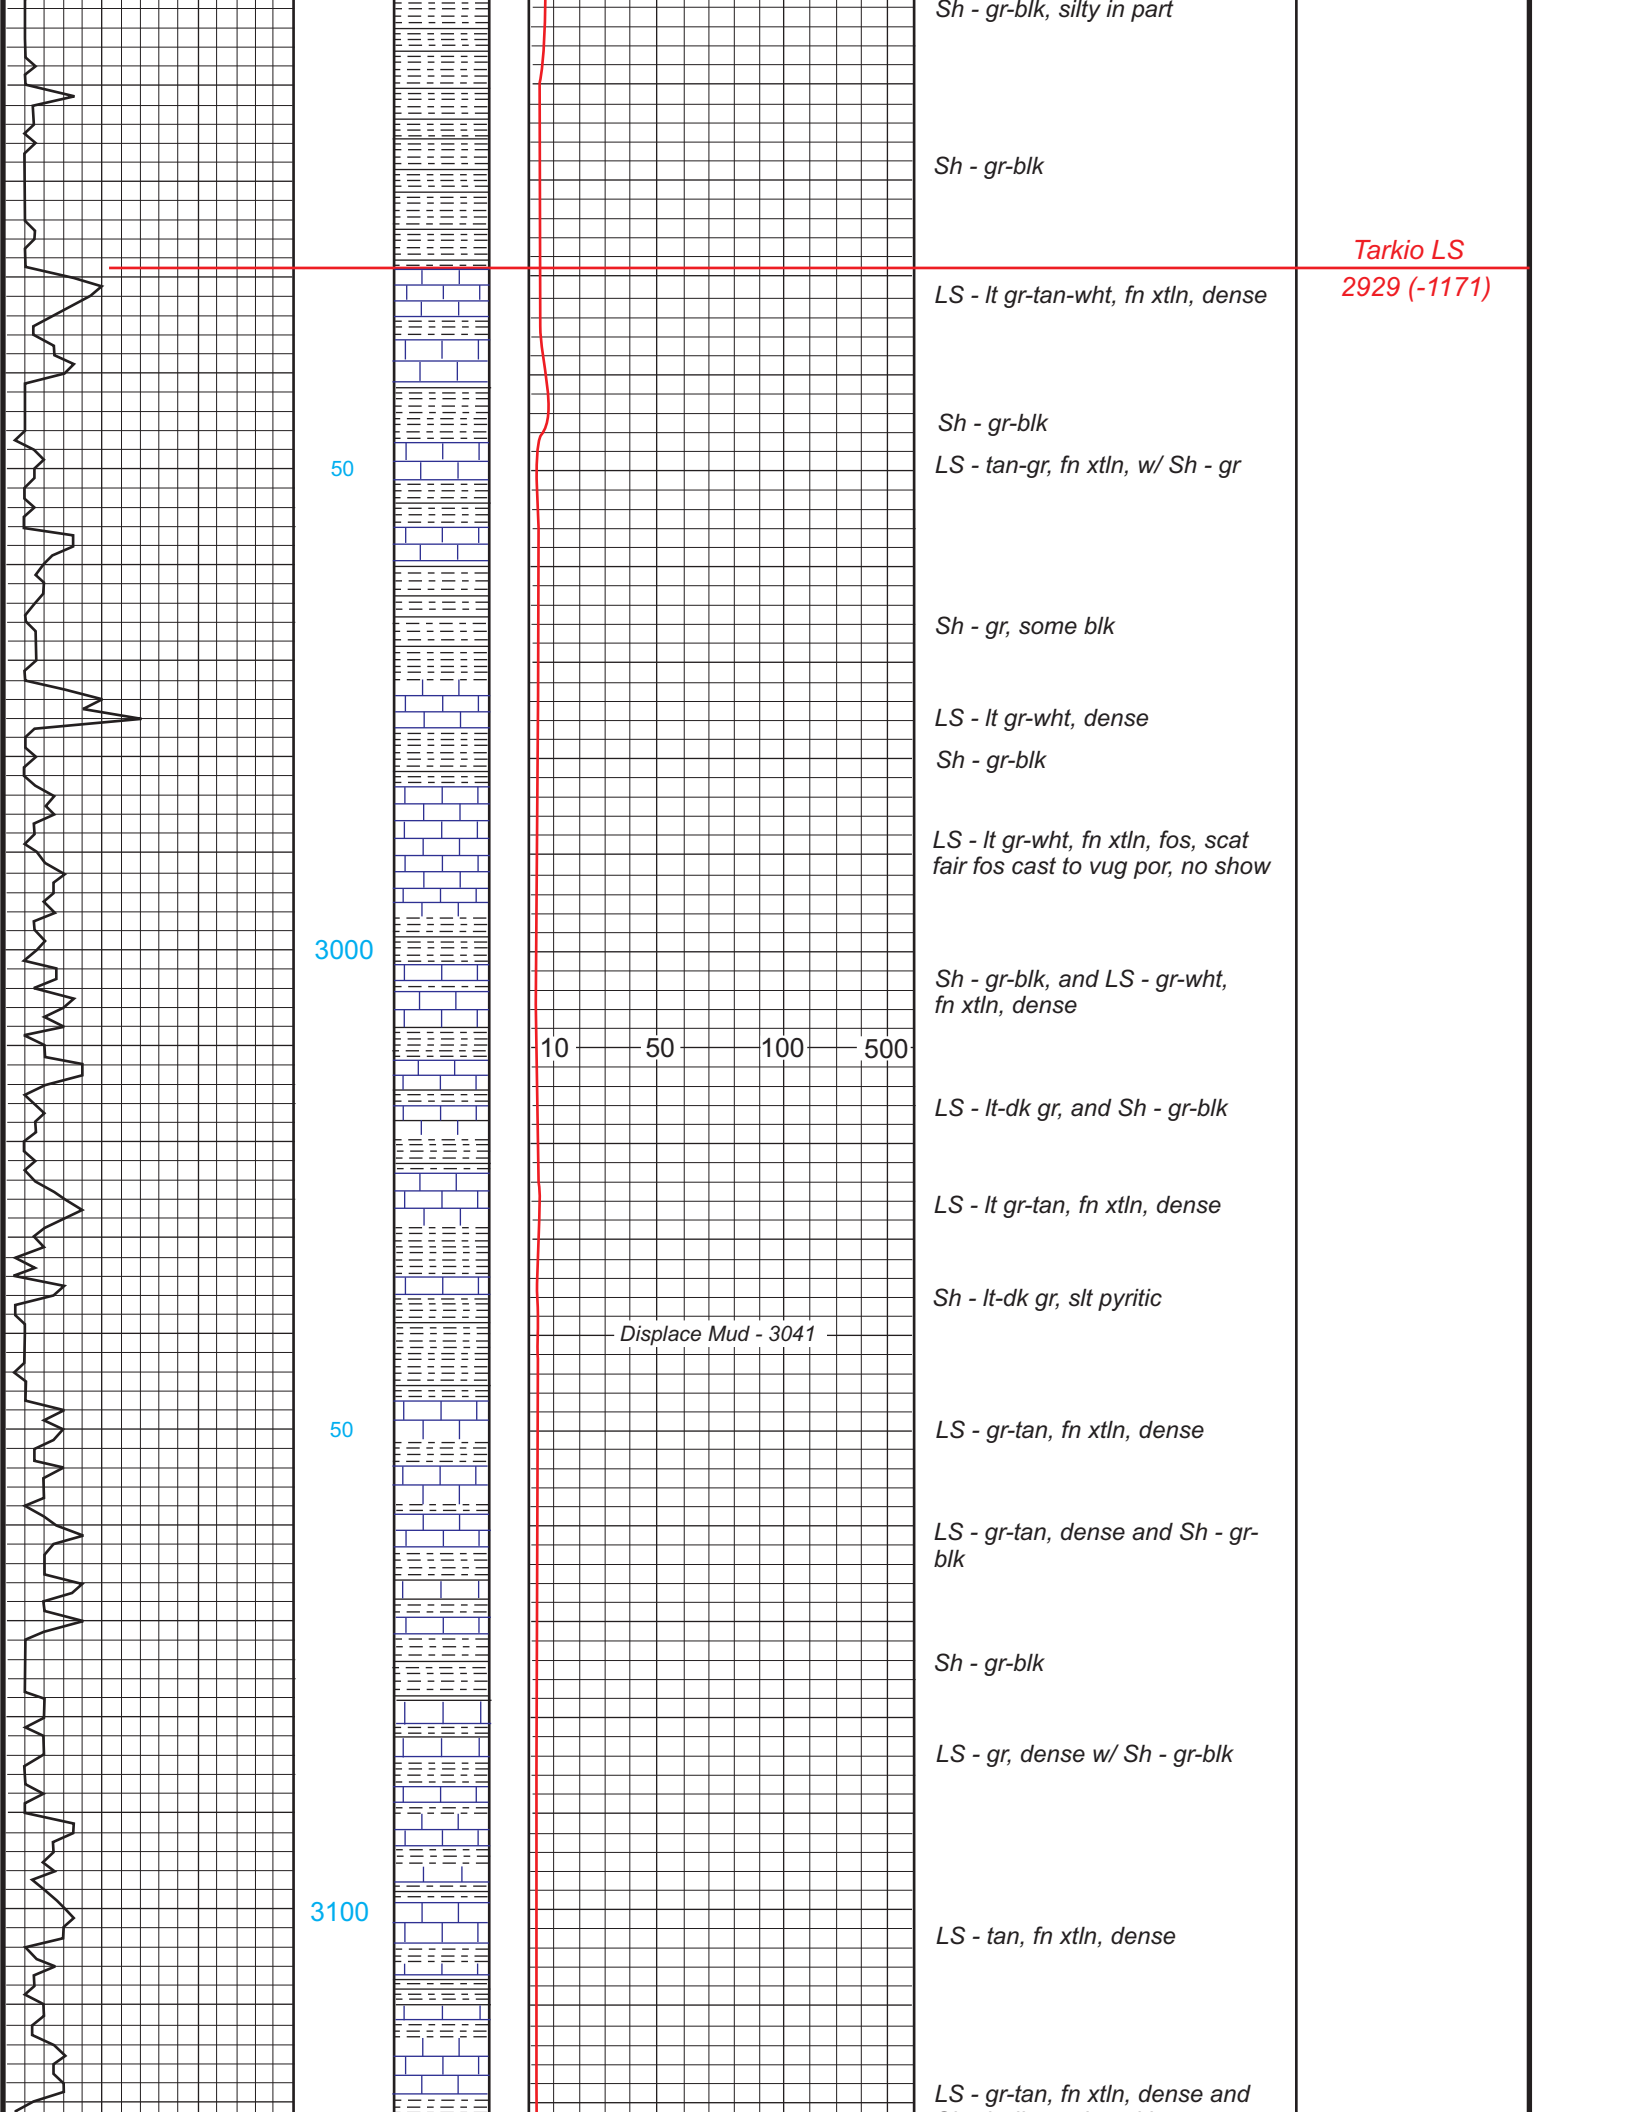 Sh - gr-blk, silty in part
Sh - gr-blk
Tarkio LS
2929 (-1171)
LS - lt gr-tan-wht, fn xtln, dense
Sh - gr-blk
50
LS - tan-gr, fn xtln, w/ Sh - gr
Sh - gr, some blk
LS - lt gr-wht, dense
Sh - gr-blk
LS - lt gr-wht, fn xtln, fos, scat
fair fos cast to vug por, no show
3000
Sh - gr-blk, and LS - gr-wht,
fn xtln, dense
10 50 100 500
LS - lt-dk gr, and Sh - gr-blk
LS - lt gr-tan, fn xtln, dense
Sh - lt-dk gr, slt pyritic
Displace Mud - 3041
50
LS - gr-tan, fn xtln, dense
LS - gr-tan, dense and Sh - gr-
blk
Sh - gr-blk
LS - gr, dense w/ Sh - gr-blk
3100
LS - tan, fn xtln, dense
LS - gr-tan, fn xtln, dense and